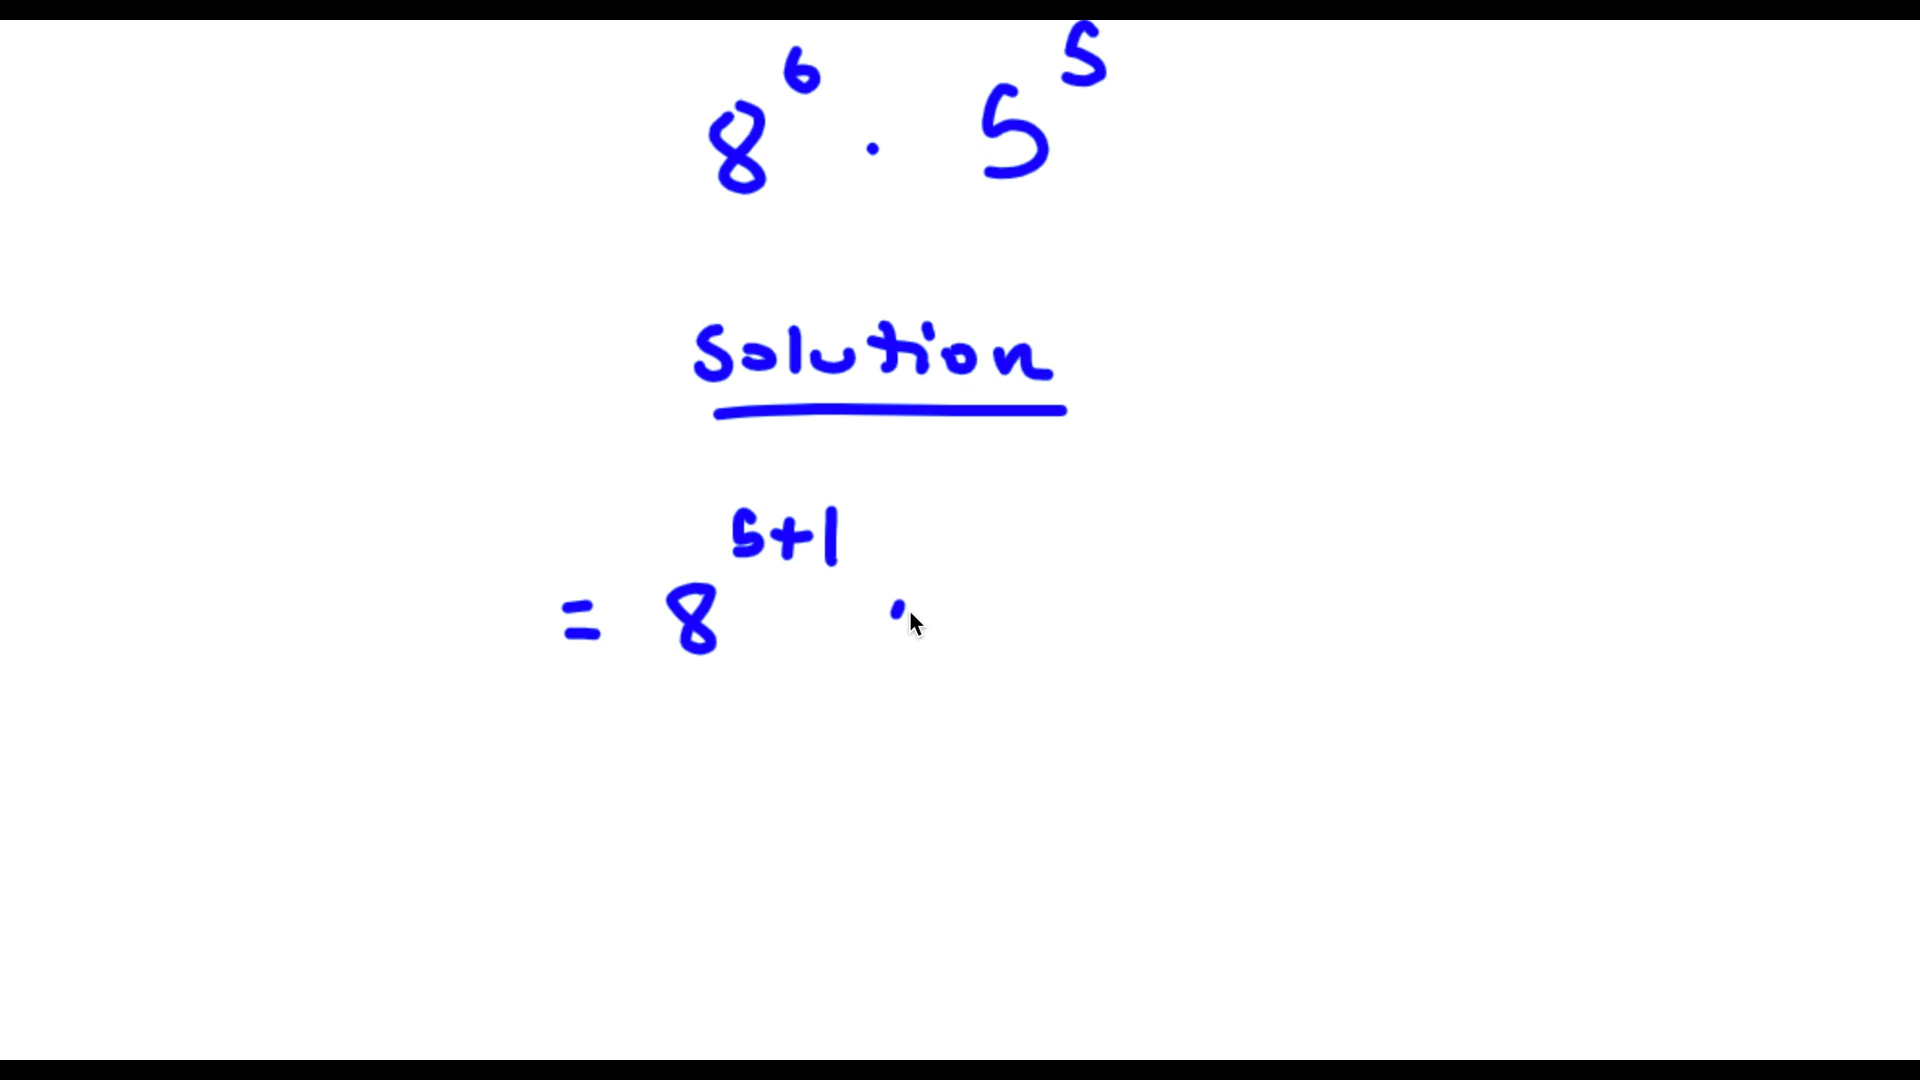 8⁶ · 5⁵
Solution
= 8⁵⁺¹ ·